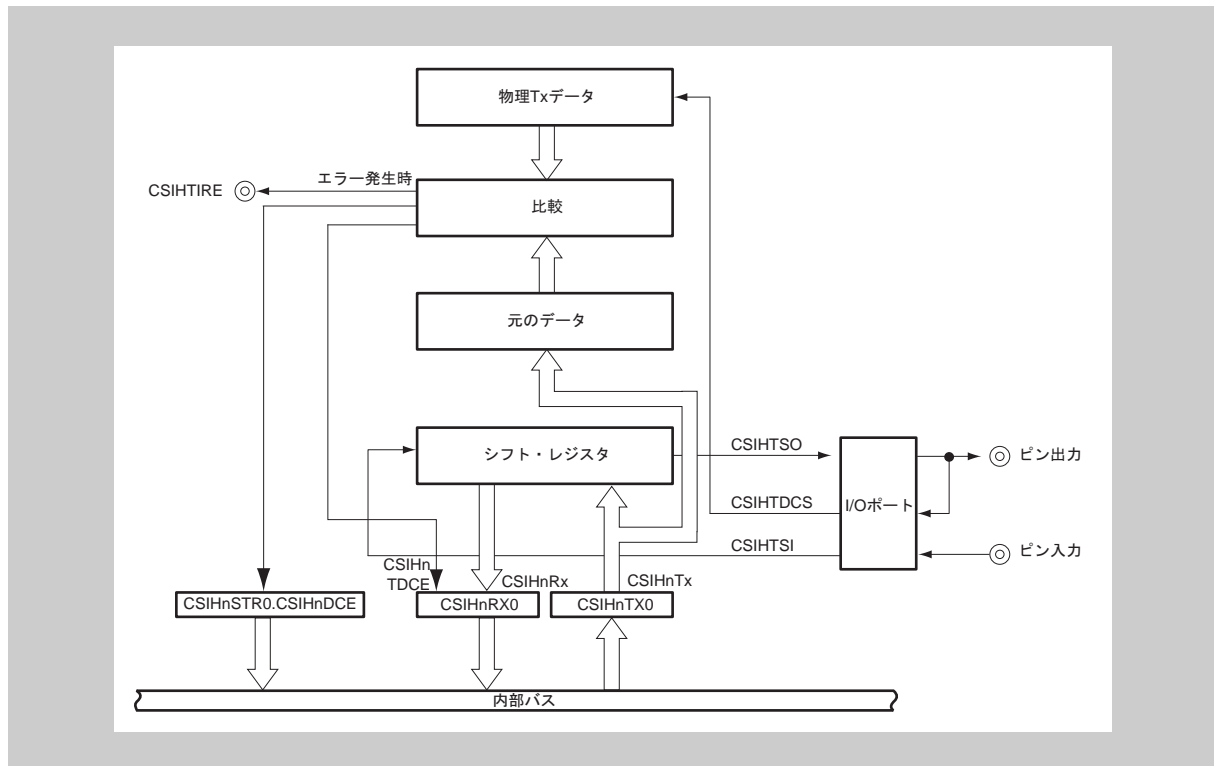 物理Txデータ
エラー発生時
CSIHTIRE
比較
元のデータ
シフト・レジスタ
CSIHTSO
ピン出力
CSIHTDCS
I/Oポート
CSIHTSI
ピン入力
CSIHn
TDCE
CSIHnRx
CSIHnTx
CSIHnSTR0.CSIHnDCE
CSIHnRX0
CSIHnTX0
内部バス